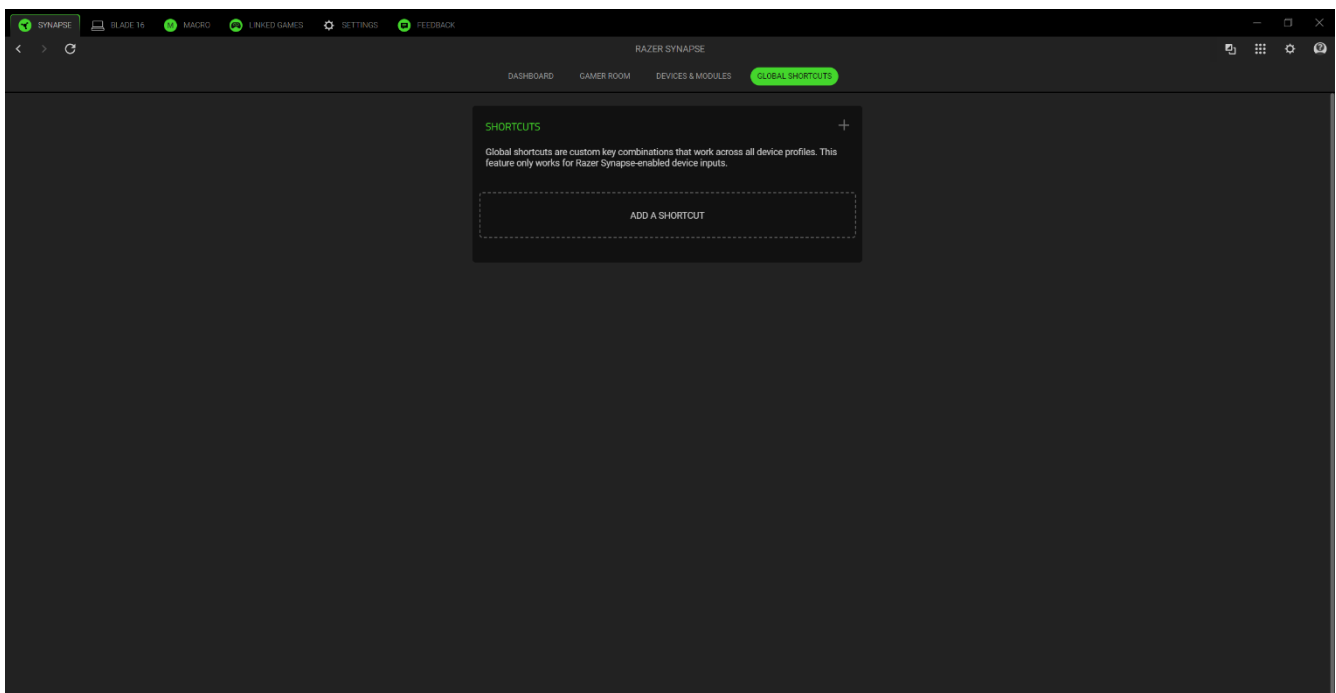 SYNAPSE BLADE 16 MACRO LINKED GAMES SETTINGS FEEDBACK
RAZER SYNAPSE
DASHBOARD GAMER ROOM DEVICES & MODULES GLOBAL SHORTCUTS
SHORTCUTS
Global shortcuts are custom key combinations that work across all device profiles. This
feature only works for Razer Synapse-enabled device inputs.
ADD A SHORTCUT